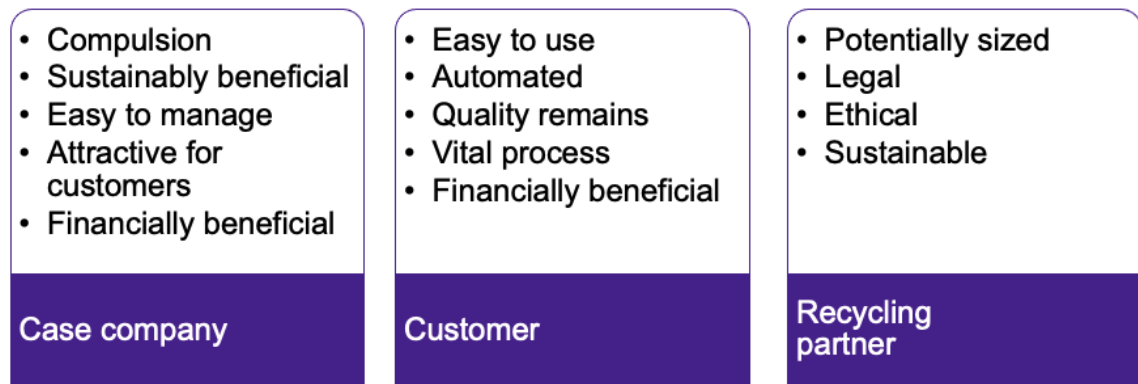 • Compulsion
• Sustainably beneficial
• Easy to manage
• Attractive for
customers
• Financially beneficial
Case company
• Easy to use
• Automated
• Quality remains
• Vital process
• Financially beneficial
Customer
• Potentially sized
• Legal
• Ethical
• Sustainable
Recycling
partner